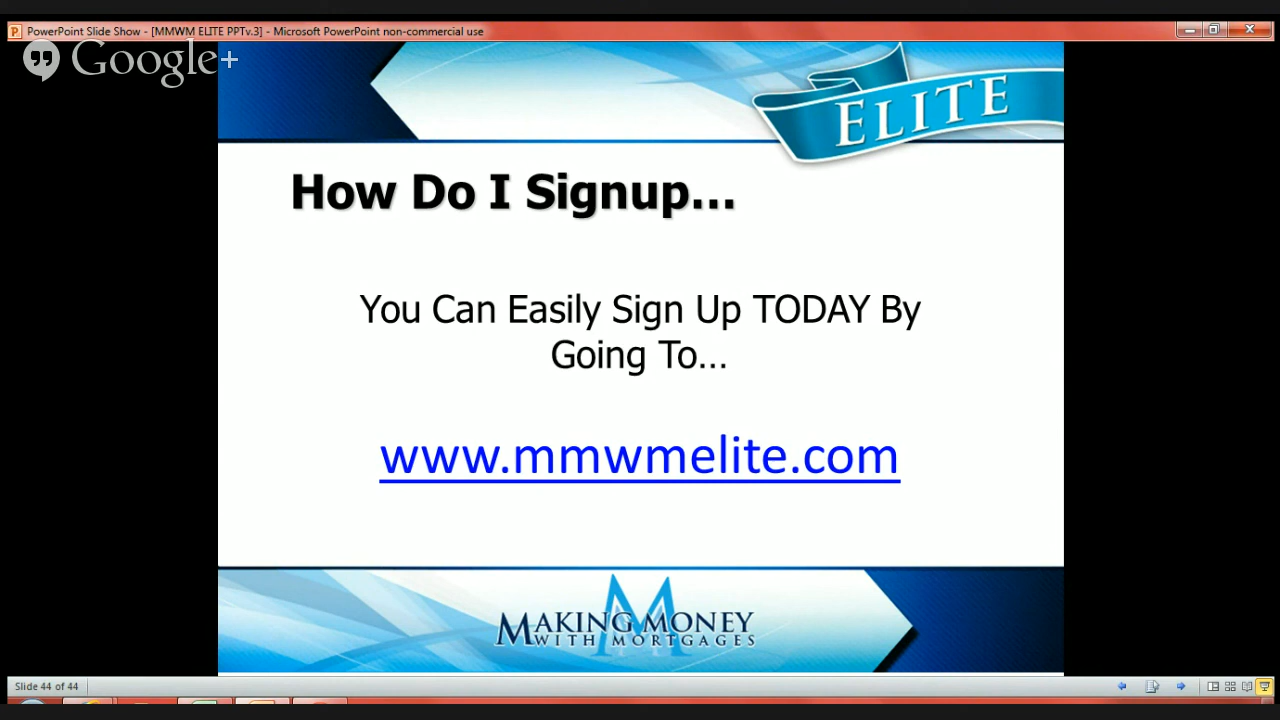 PowerPoint Slide Show - [MMWM ELITE PPTv.3] - Microsoft PowerPoint non-commercial use
Google+
ELITE
How Do I Signup...
You Can Easily Sign Up TODAY By
Going To...
www.mmwmelite.com
MAKING MONEY
WITH MORTGAGES
Slide 44 of 44